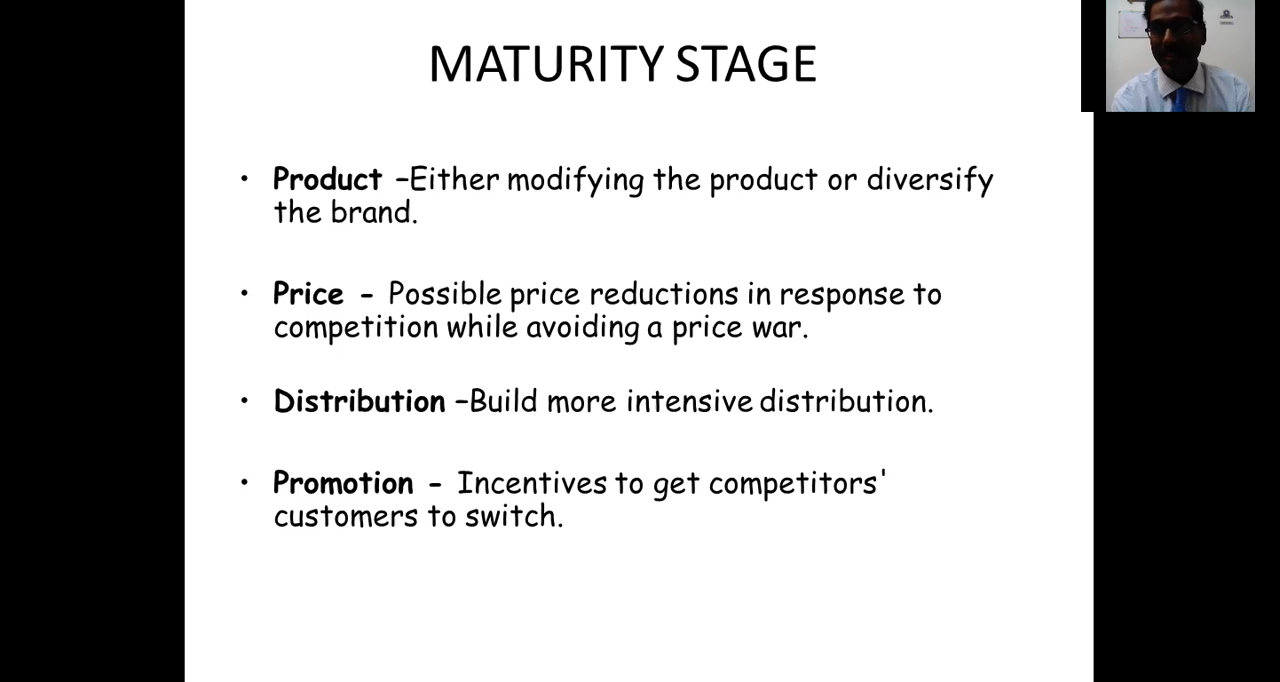 MATURITY STAGE
• Product –Either modifying the product or diversify
the brand.
• Price - Possible price reductions in response to
competition while avoiding a price war.
• Distribution –Build more intensive distribution.
• Promotion - Incentives to get competitors'
customers to switch.